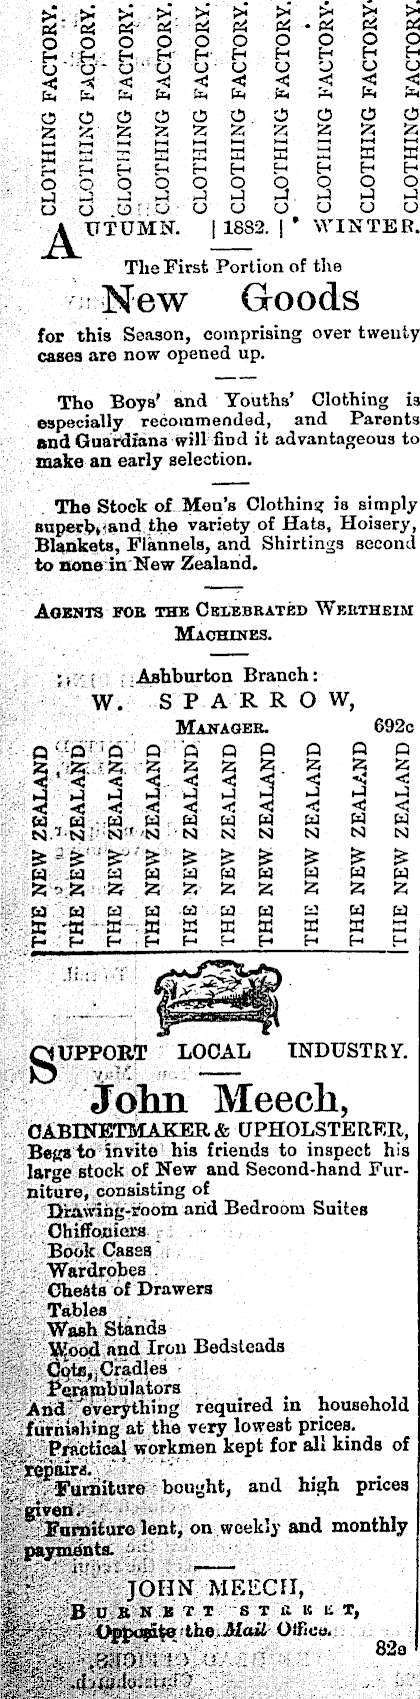 CLOTHING FACTORY.
CLOTHING FACTORY.
CLOTHING FACTORY.
CLOTHING FACTORY.
CLOTHING FACTORY.
CLOTHING FACTORY.
CLOTHING FACTORY.
CLOTHING FACTORY.
CLOTHING FACTORY.
CLOTHING FACTORY.
AUTUMN. | 1882. | WINTER.
The First Portion of the
New Goods
for this Season, comprising over twenty
cases are now opened up.
The Boys' and Youths' Clothing is
especially recommended, and Parents
and Guardians will find it advantageous to
make an early selection.
The Stock of Men's Clothing is simply
superb, and the variety of Hats, Hoisery,
Blankets, Flannels, and Shirtings second
to none in New Zealand.
AGENTS FOR THE CELEBRATED WERTHEIM
MACHINES.
Ashburton Branch:
W. SPARROW,
MANAGER. 692c
THE NEW ZEALAND
THE NEW ZEALAND
THE NEW ZEALAND
THE NEW ZEALAND
THE NEW ZEALAND
THE NEW ZEALAND
THE NEW ZEALAND
THE NEW ZEALAND
THE NEW ZEALAND
THE NEW ZEALAND
SUPPORT LOCAL INDUSTRY.
John Meech,
CABINETMAKER & UPHOLSTERER,
Begs to invite his friends to inspect his
large stock of New and Second-hand Fur-
niture, consisting of
Drawing-room and Bedroom Suites
Chiffoniers
Book Cases
Wardrobes
Chests of Drawers
Tables
Wash Stands
Wood and Iron Bedsteads
Cots, Cradles
Perambulators
And everything required in household
furnishing at the very lowest prices.
Practical workmen kept for all kinds of
repairs.
Furniture bought, and high prices
given.
Furniture lent, on weekly and monthly
payments.
JOHN MEECH,
BURNETT STREET,
Opposite the Mail Office.
82a